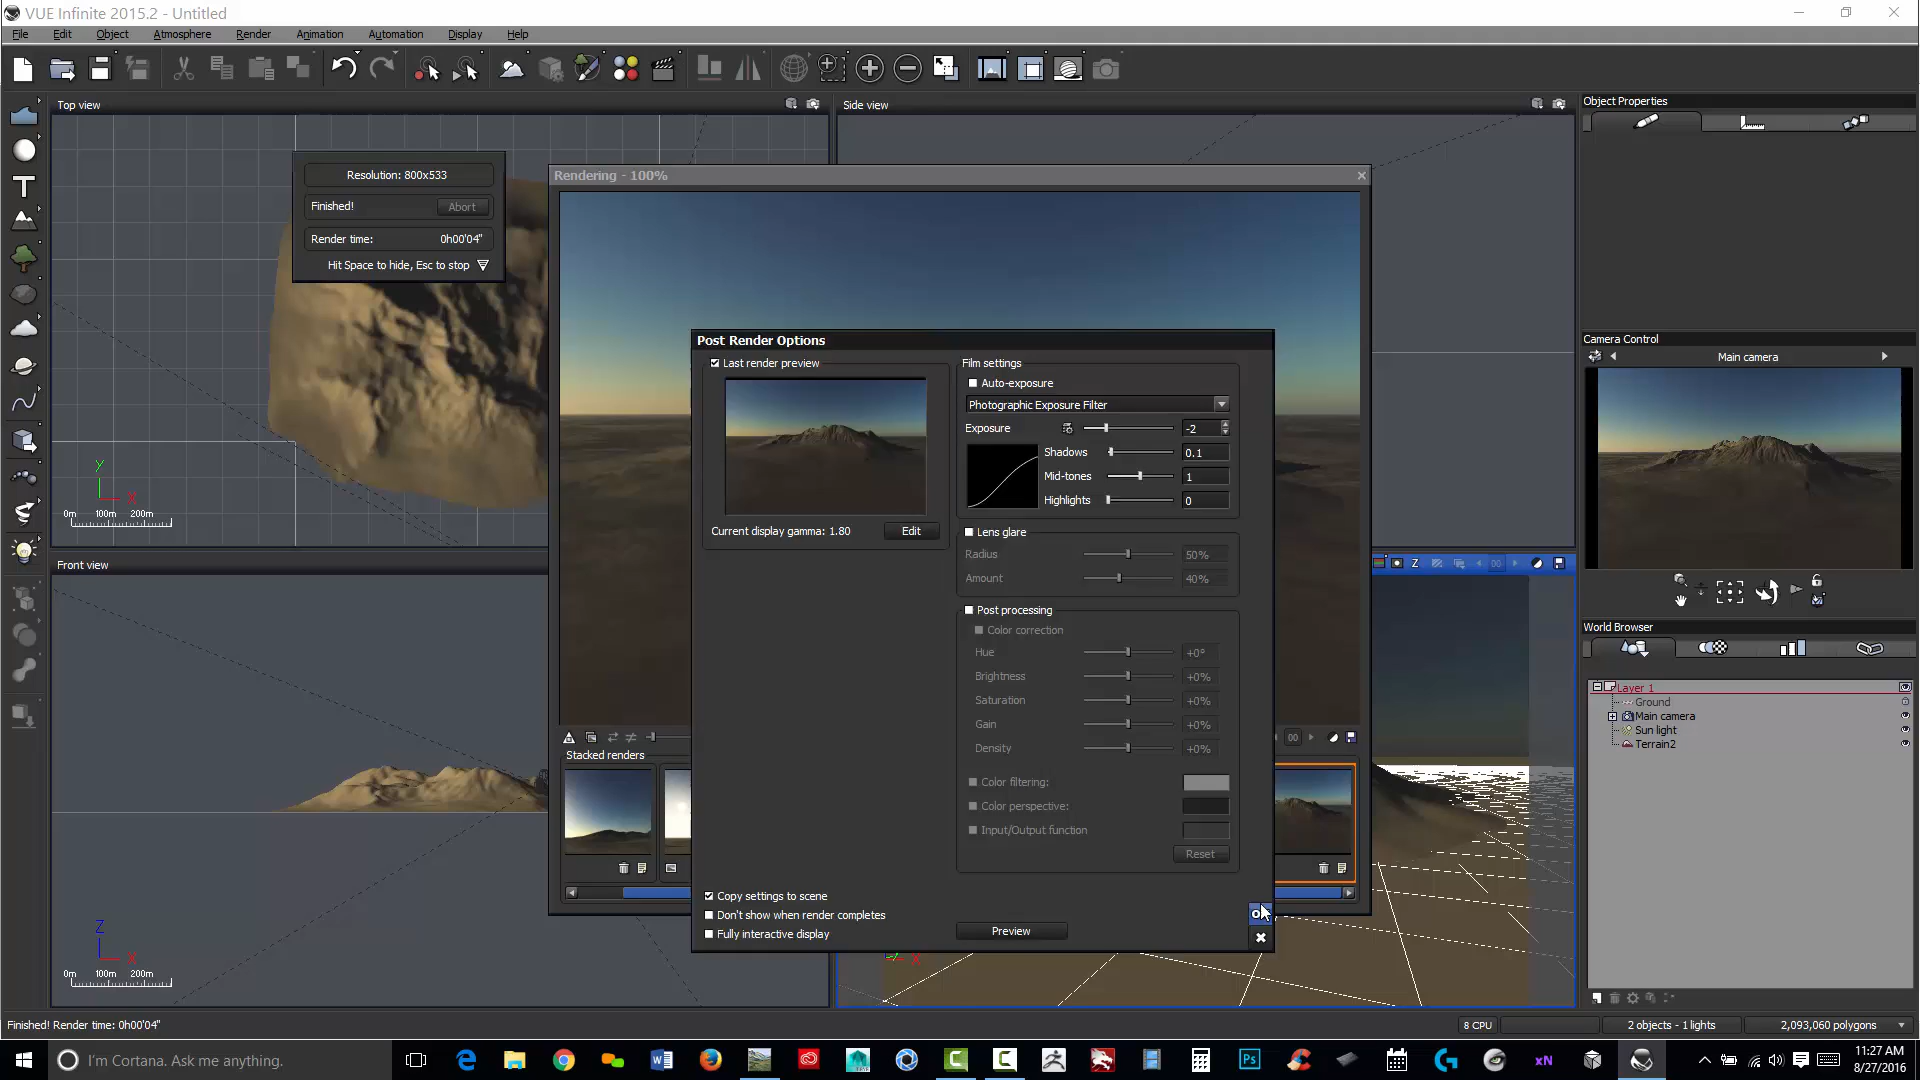 VUE Infinite 2015.2 - Untitled
File Edit Object Atmosphere Render Animation Automation Display Help
Top view
Side view
Object Properties
Resolution: 800x533
Finished! Abort
Render time: 0h00'04"
Hit Space to hide, Esc to stop
Rendering - 100%
Post Render Options
Last render preview
Current display gamma: 1.80 Edit
Film settings
Auto-exposure
Photographic Exposure Filter
Exposure -2
Shadows 0.1
Mid-tones 1
Highlights 0
Lens glare
Radius 50%
Amount 40%
Post processing
Color correction
Hue +0°
Brightness +0%
Saturation +0%
Gain +0%
Density +0%
Color filtering:
Color perspective:
Input/Output function
Reset
Copy settings to scene
Don't show when render completes
Fully interactive display
Preview
Stacked renders
00
Camera Control
Main camera
Z 00
World Browser
Layer 1
Ground
Main camera
Sun light
Terrain2
y
X
0m 100m 200m
Front view
Z
X
0m 100m 200m
X
Finished! Render time: 0h00'04"
8 CPU
2 objects - 1 lights
2,093,060 polygons
I'm Cortana. Ask me anything.
Ps
xN
11:27 AM
8/27/2016